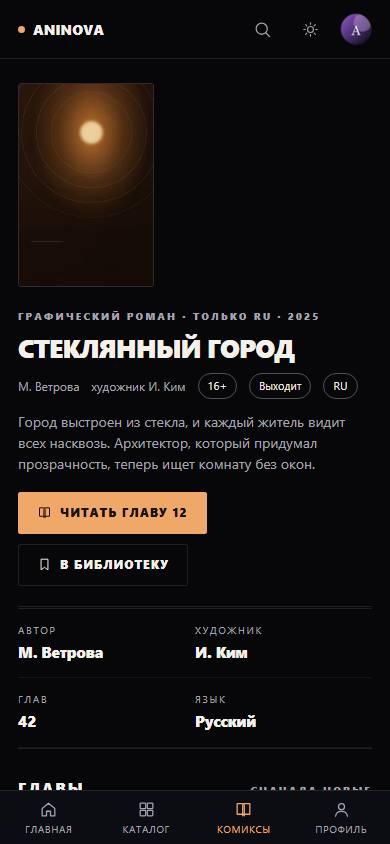 ANINOVA
A
ГРАФИЧЕСКИЙ РОМАН · ТОЛЬКО RU · 2025
СТЕКЛЯННЫЙ ГОРОД
М. Ветрова художник И. Ким 16+ Выходит RU
Город выстроен из стекла, и каждый житель видит
всех насквозь. Архитектор, который придумал
прозрачность, теперь ищет комнату без окон.
ЧИТАТЬ ГЛАВУ 12
В БИБЛИОТЕКУ
АВТОР ХУДОЖНИК
М. Ветрова И. Ким
ГЛАВ ЯЗЫК
42 Русский
ГЛАВЫ СНАЧАЛА НОВЫЕ
ГЛАВНАЯ КАТАЛОГ КОМИКСЫ ПРОФИЛЬ